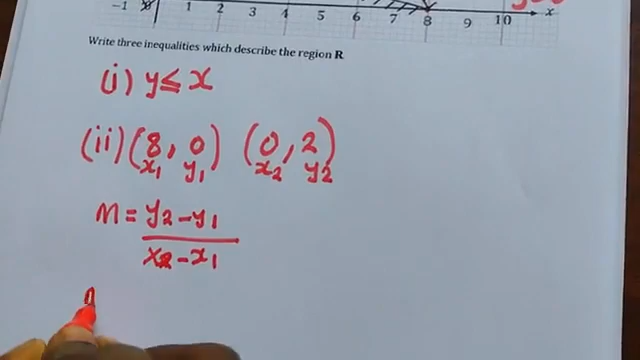 -1 0 1 2 3 4 5 6 7 8 9 10 x
Write three inequalities which describe the region R
(i) y ≤ x
(ii) (8, 0) (0, 2)
x₁ y₁ x₂ y₂
m = y₂ - y₁
x₂ - x₁